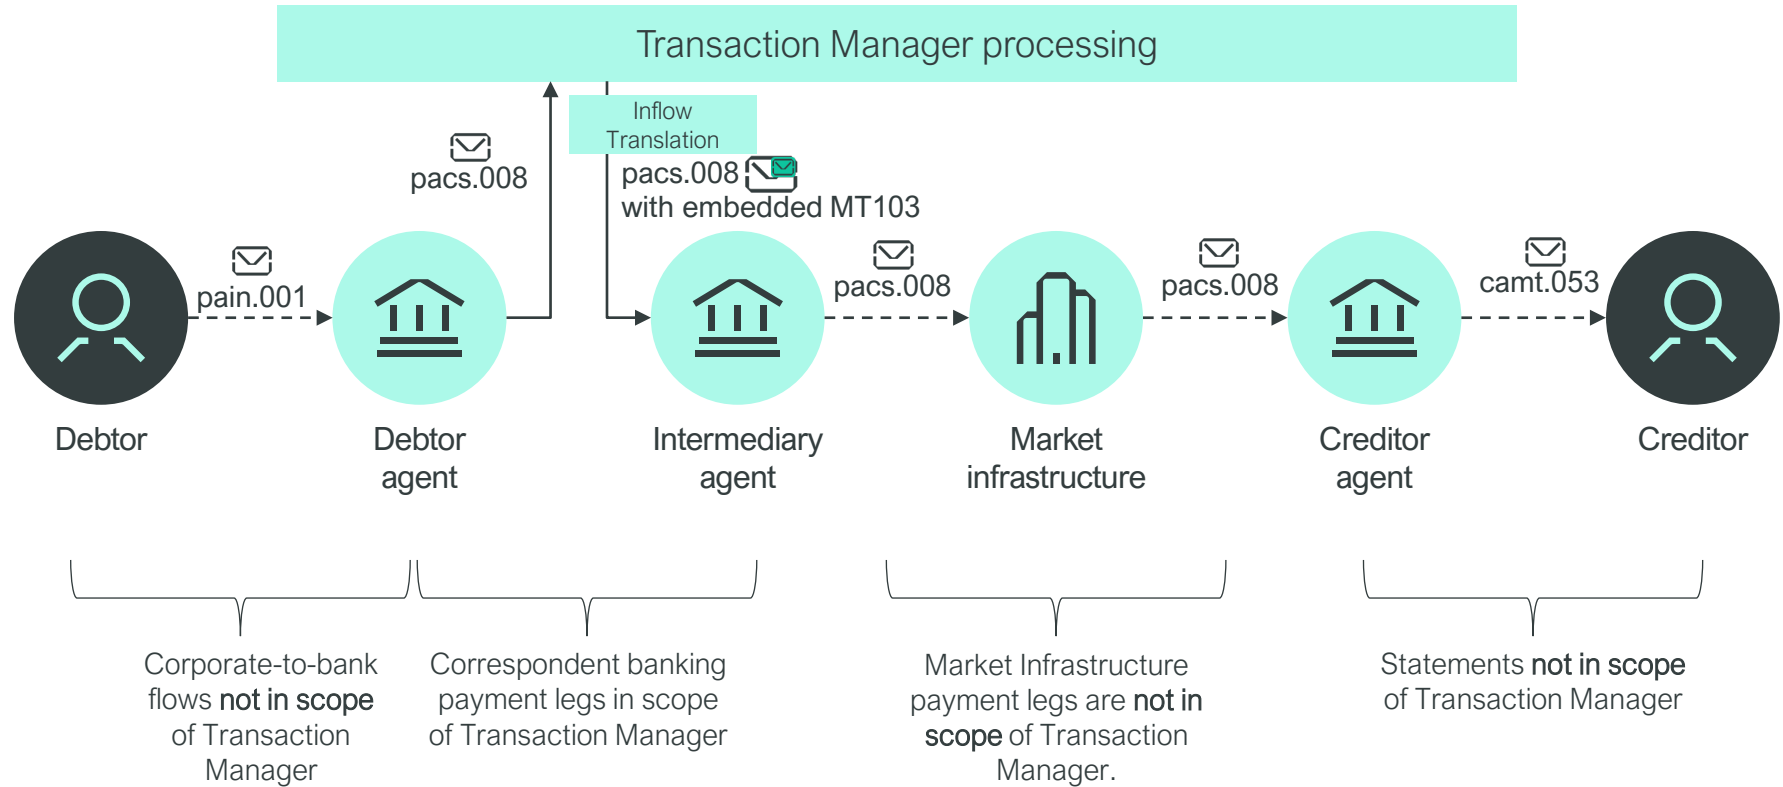 Transaction Manager processing
Inflow
Translation
pacs.008
pacs.008
with embedded MT103
pain.001
pacs.008
pacs.008
camt.053
Debtor
Debtor
agent
Intermediary
agent
Market
infrastructure
Creditor
agent
Creditor
Corporate-to-bank
flows not in scope
of Transaction
Manager
Correspondent banking
payment legs in scope
of Transaction Manager
Market Infrastructure
payment legs are not in
scope of Transaction
Manager.
Statements not in scope
of Transaction Manager